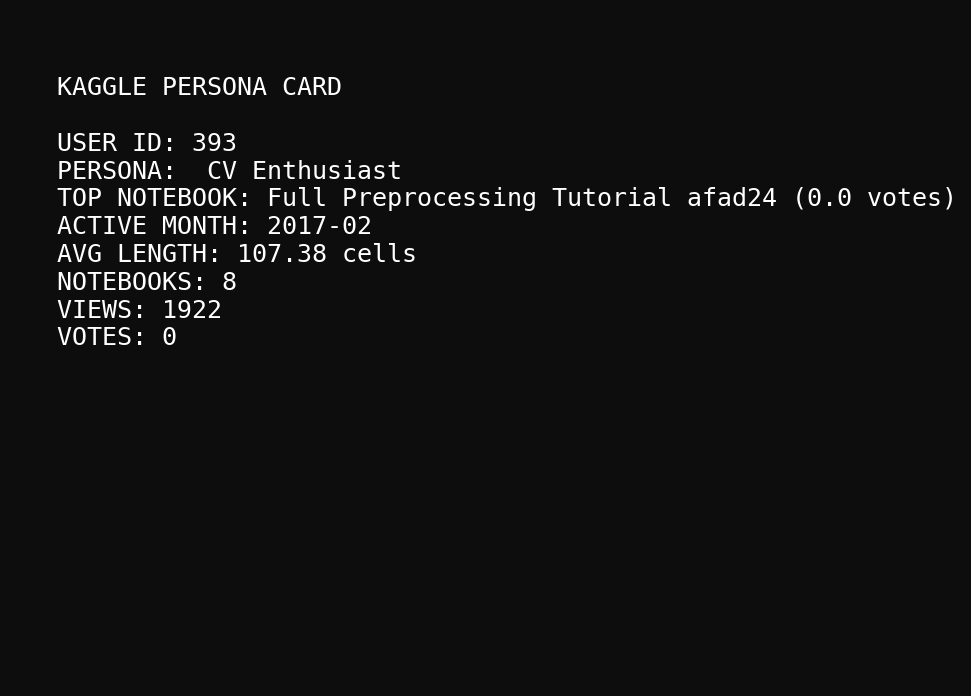 KAGGLE PERSONA CARD
USER ID: 393
PERSONA:  CV Enthusiast
TOP NOTEBOOK: Full Preprocessing Tutorial afad24 (0.0 votes)
ACTIVE MONTH: 2017-02
AVG LENGTH: 107.38 cells
NOTEBOOKS: 8
VIEWS: 1922
VOTES: 0